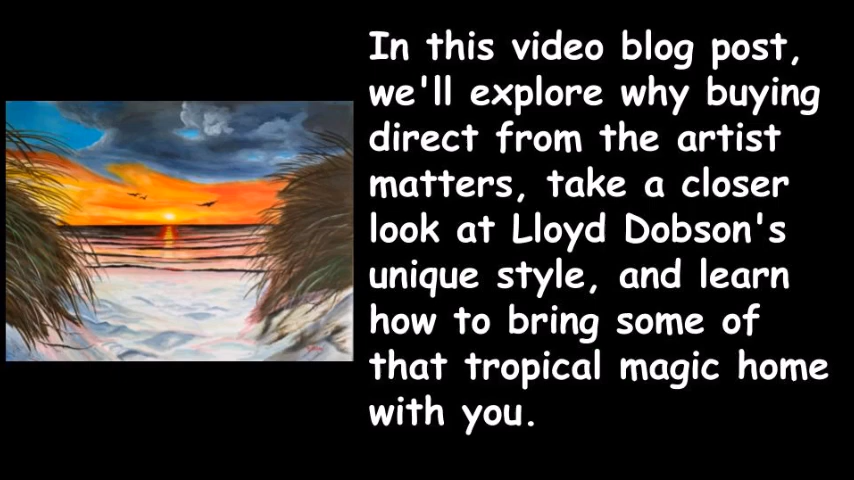 In this video blog post,
we'll explore why buying
direct from the artist
matters, take a closer
look at Lloyd Dobson's
unique style, and learn
how to bring some of
that tropical magic home
with you.